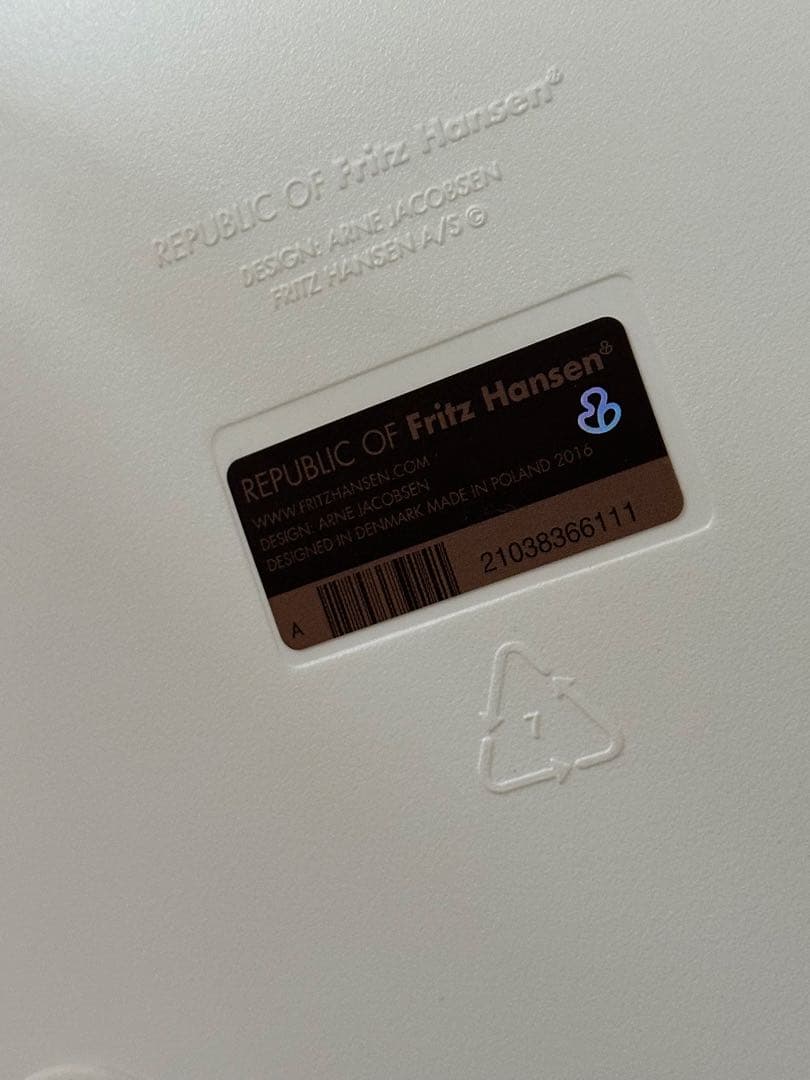 REPUBLIC OF Fritz Hansen
DESIGN: ARNE JACOBSEN
FRITZ HANSEN A/S ©
REPUBLIC OF Fritz Hansen
WWW.FRITZHANSEN.COM
DESIGN: ARNE JACOBSEN
DESIGNED IN DENMARK MADE IN POLAND 2016
A 21038366111
7